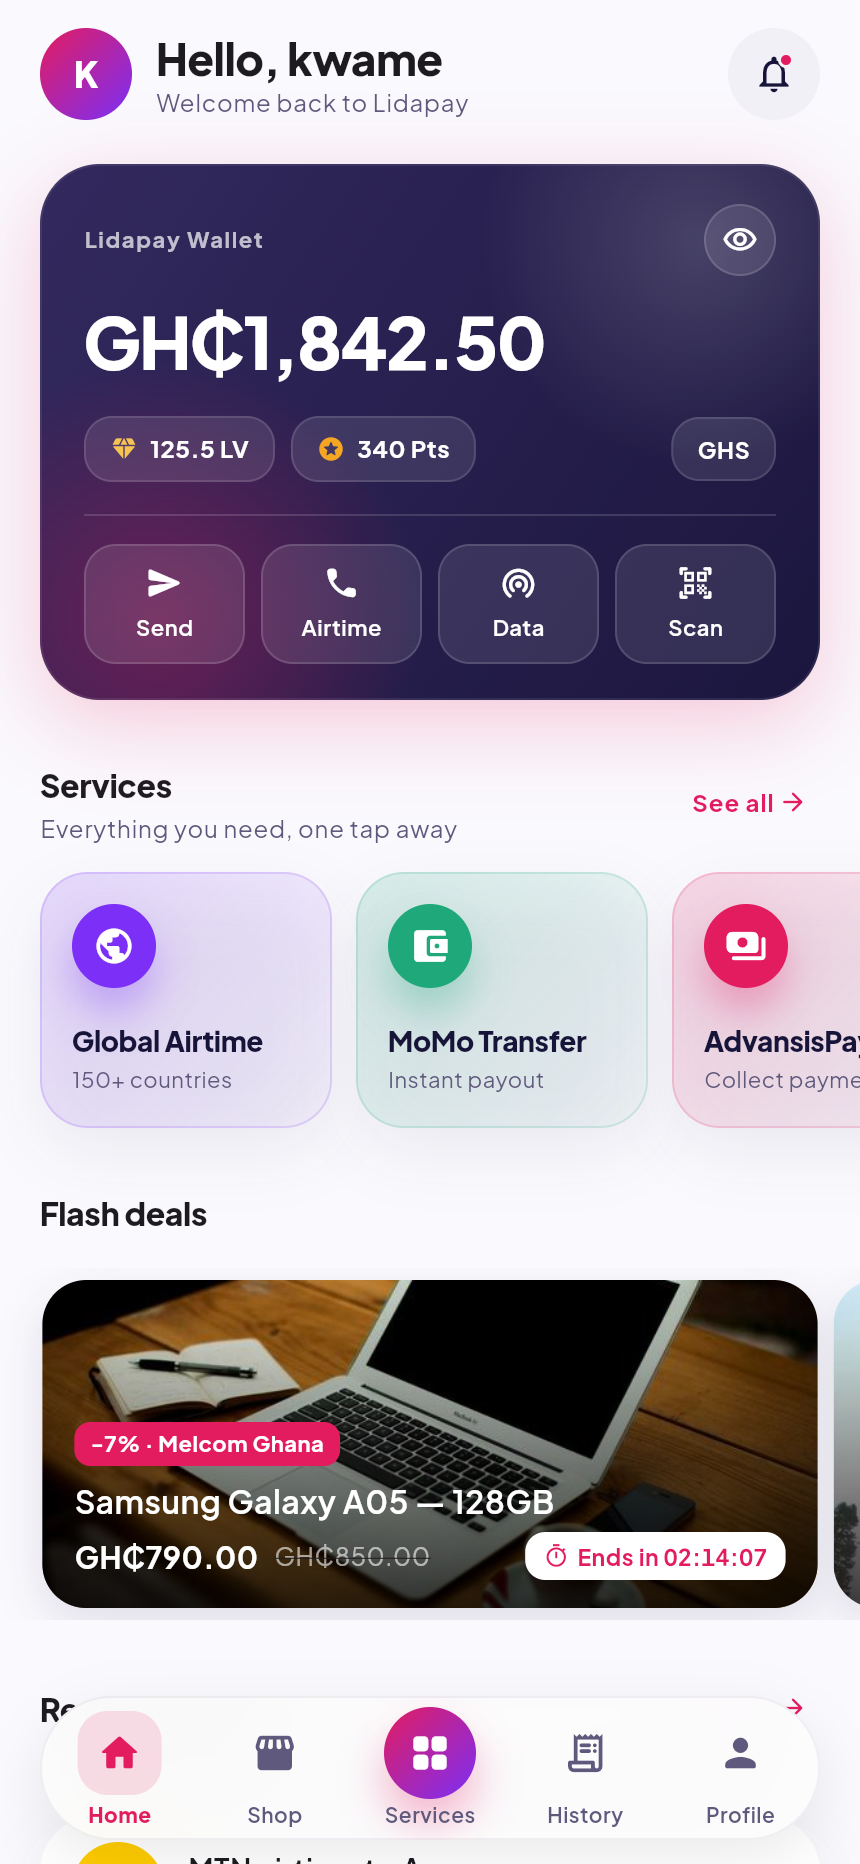 K
Hello, kwame
Welcome back to Lidapay
Lidapay Wallet
GH₵1,842.50
125.5 LV
340 Pts
GHS
Send
Airtime
Data
Scan
Services
Everything you need, one tap away
See all →
Global Airtime
150+ countries
MoMo Transfer
Instant payout
AdvansisPay
Collect payme
Flash deals
-7% · Melcom Ghana
Samsung Galaxy A05 — 128GB
GH₵790.00 GH₵850.00
Ends in 02:14:07
Home
Shop
Services
History
Profile